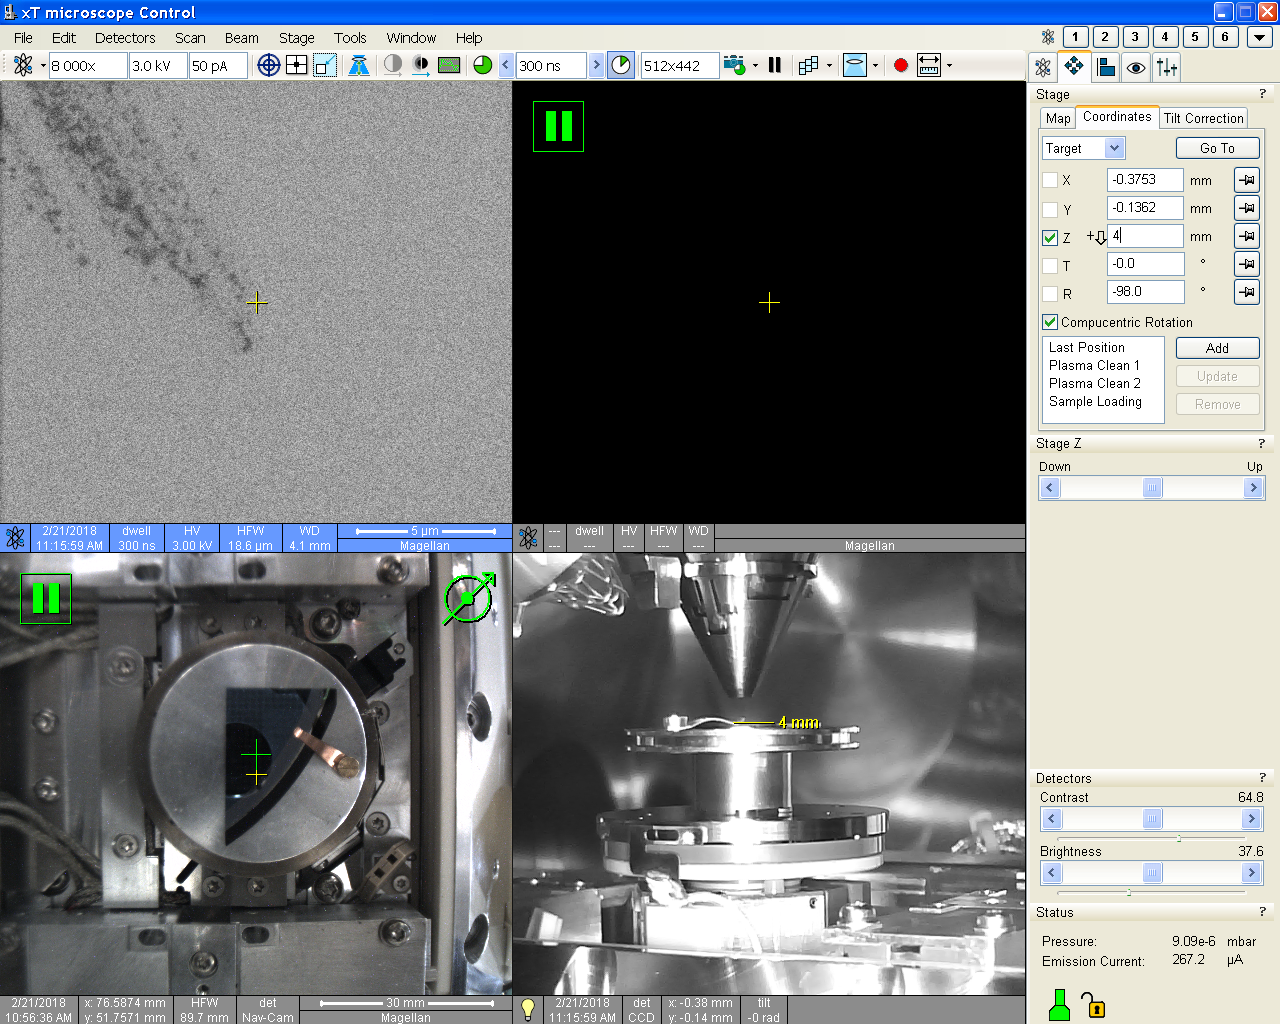 xT microscope Control
File Edit Detectors Scan Beam Stage Tools Window Help
1 2 3 4 5 6
8 000x 3.0 kV 50 pA 300 ns 512x442
Stage ?
Map Coordinates Tilt Correction
Target Go To
X -0.3753 mm
Y -0.1362 mm
Z + 4 mm
T -0.0 °
R -98.0 °
Compucentric Rotation
Last Position
Plasma Clean 1
Plasma Clean 2
Sample Loading
Add
Update
Remove
Stage Z ?
Down Up
2/21/2018 dwell HV HFW WD 5 µm
11:15:59 AM 300 ns 3.00 kV 18.6 µm 4.1 mm Magellan
--- dwell HV HFW WD
--- --- --- --- --- Magellan
4 mm
Detectors ?
Contrast 64.8
Brightness 37.6
Status ?
Pressure: 9.09e-6 mbar
Emission Current: 267.2 µA
2/21/2018 x: 76.5874 mm HFW det 30 mm
10:56:36 AM y: 51.7571 mm 89.7 mm Nav-Cam Magellan
2/21/2018 det x: -0.38 mm tilt
11:15:59 AM CCD y: -0.14 mm -0 rad